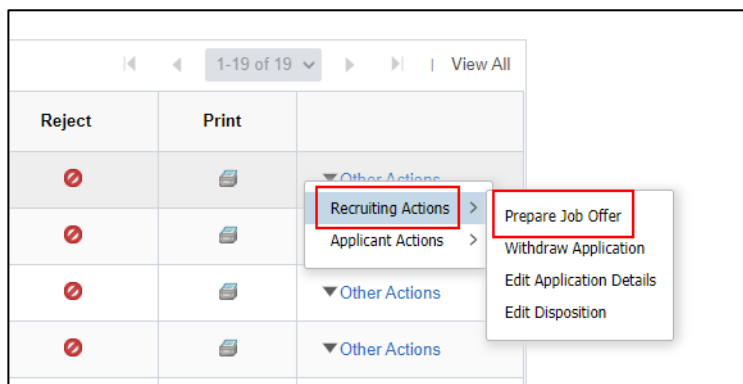 1-19 of 19 | View All
Reject Print
Other Actions
Recruiting Actions >
Applicant Actions >
Prepare Job Offer
Withdraw Application
Edit Application Details
Edit Disposition
Other Actions
Other Actions